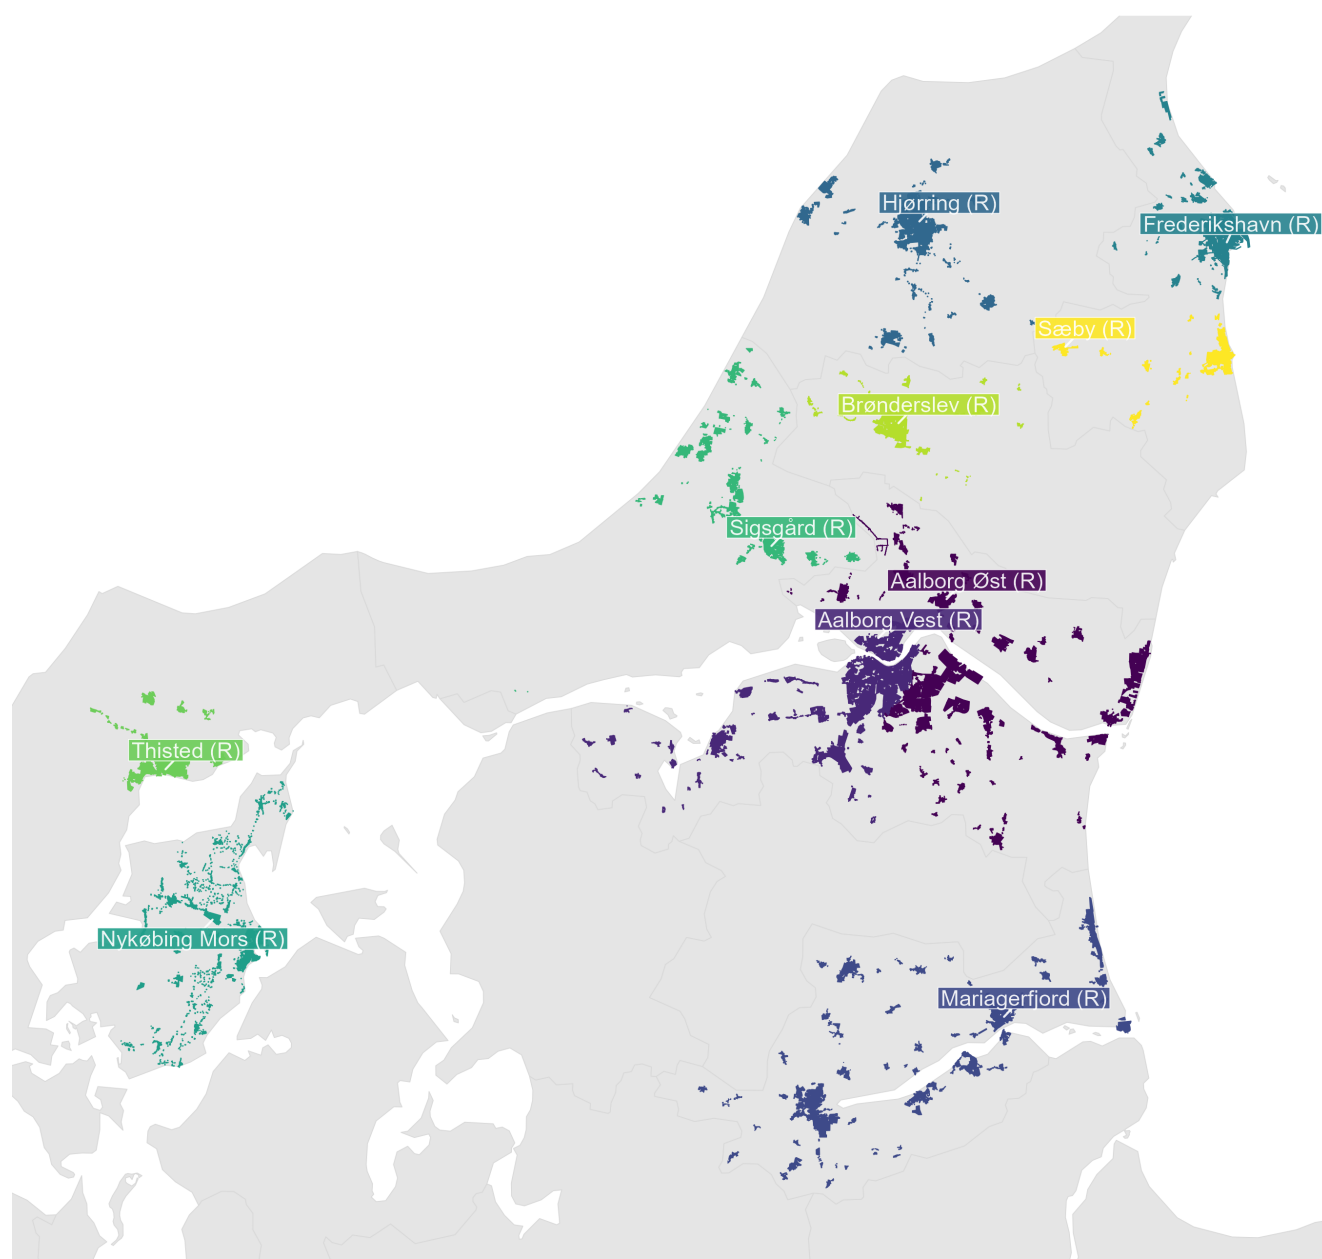 Hjørring (R)
Frederikshavn (R)
Sæby (R)
Brønderslev (R)
Sigsgård (R)
Aalborg Øst (R)
Aalborg Vest (R)
Thisted (R)
Nykøbing Mors (R)
Mariagerfjord (R)